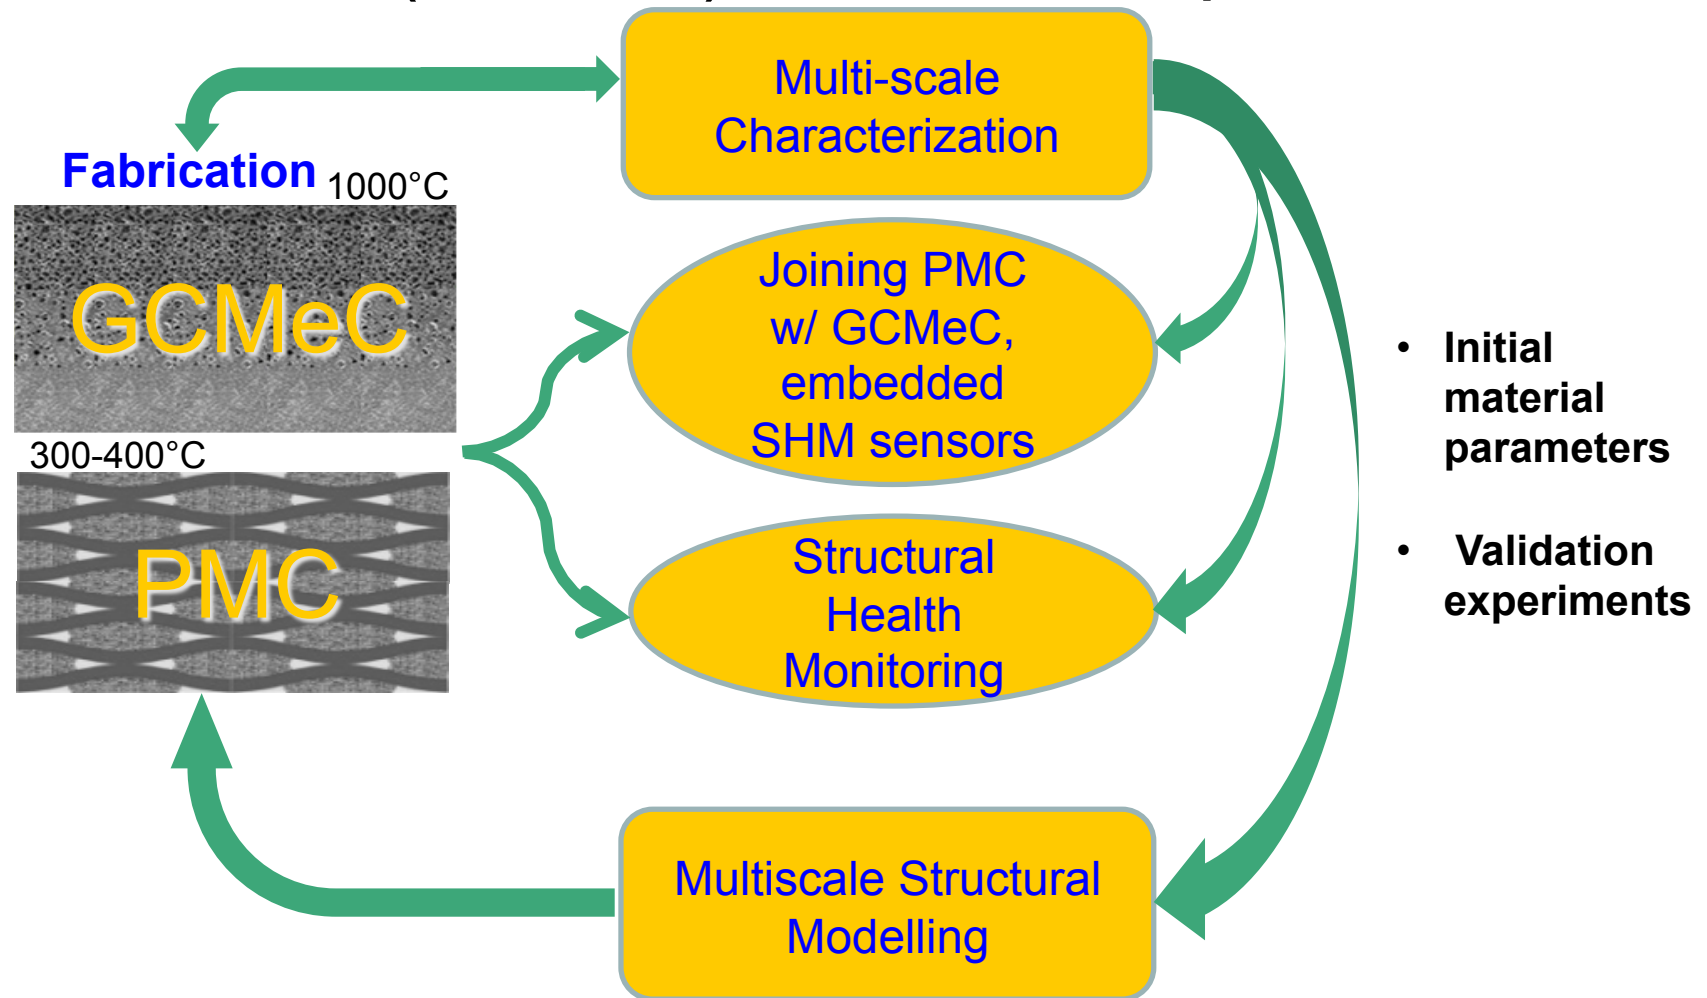 Multi-scale
Characterization
Fabrication
1000°C
GCMeC
300-400°C
PMC
Joining PMC
w/ GCMeC,
embedded
SHM sensors
Structural
Health
Monitoring
Multiscale Structural
Modelling
• Initial
material
parameters
• Validation
experiments